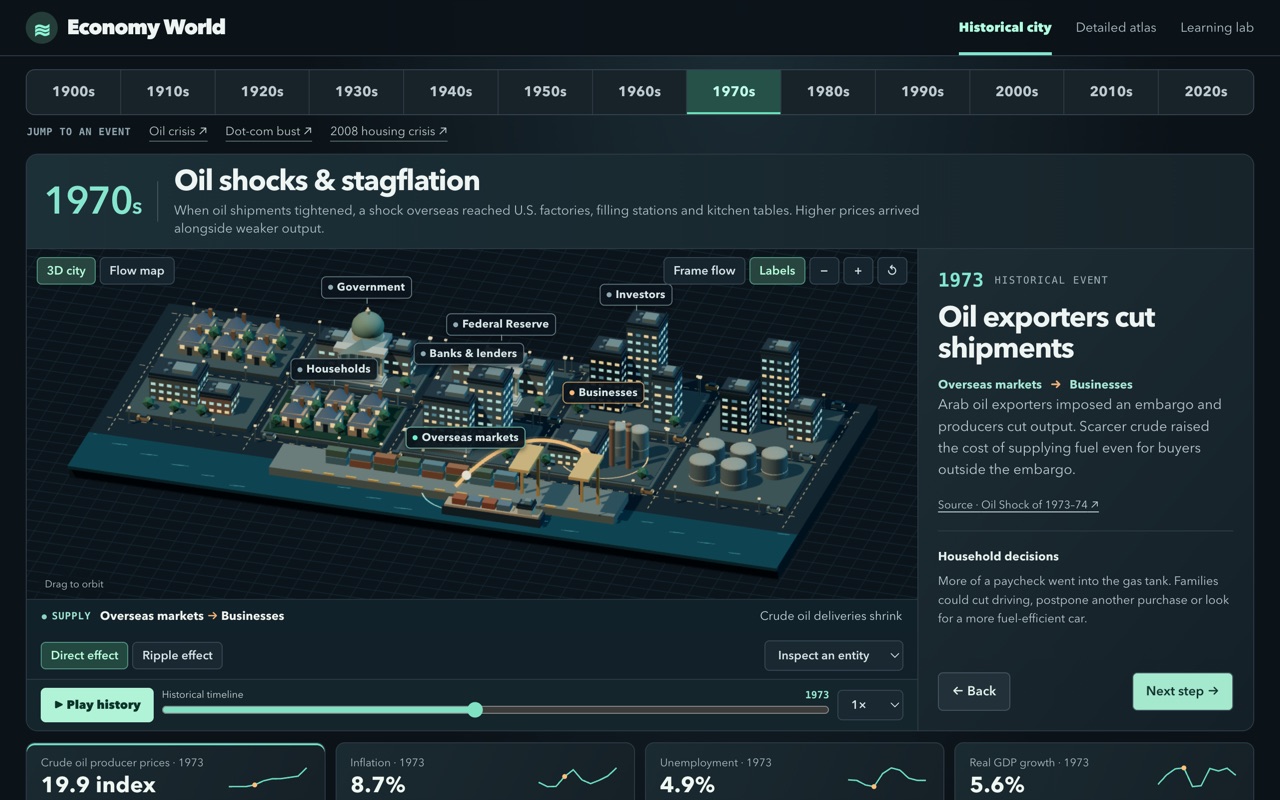 Economy World
Historical city
Detailed atlas
Learning lab
1900s
1910s
1920s
1930s
1940s
1950s
1960s
1970s
1980s
1990s
2000s
2010s
2020s
JUMP TO AN EVENT
Oil crisis ↗
Dot-com bust ↗
2008 housing crisis ↗
1970s
Oil shocks & stagflation
When oil shipments tightened, a shock overseas reached U.S. factories, filling stations and kitchen tables. Higher prices arrived
alongside weaker output.
3D city
Flow map
Frame flow
Labels
−
+
↺
Government
Investors
Federal Reserve
Banks & lenders
Households
Businesses
Overseas markets
Drag to orbit
SUPPLY
Overseas markets → Businesses
Crude oil deliveries shrink
Direct effect
Ripple effect
Inspect an entity
▶ Play history
Historical timeline
1973
1×
1973 HISTORICAL EVENT
Oil exporters cut
shipments
Overseas markets → Businesses
Arab oil exporters imposed an embargo and
producers cut output. Scarcer crude raised
the cost of supplying fuel even for buyers
outside the embargo.
Source · Oil Shock of 1973–74 ↗
Household decisions
More of a paycheck went into the gas tank. Families
could cut driving, postpone another purchase or look
for a more fuel-efficient car.
← Back
Next step →
Crude oil producer prices · 1973
19.9 index
Inflation · 1973
8.7%
Unemployment · 1973
4.9%
Real GDP growth · 1973
5.6%